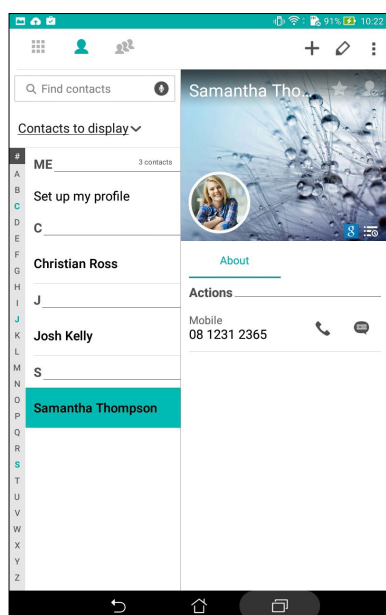 91% 10:22
Find contacts
Contacts to display
#
A
B
C
D
E
F
G
H
I
J
K
L
M
N
O
P
Q
R
S
T
U
V
W
X
Y
Z
ME 3 contacts
Set up my profile
C
Christian Ross
J
Josh Kelly
S
Samantha Thompson
Samantha Tho..
8
About
Actions
Mobile
08 1231 2365